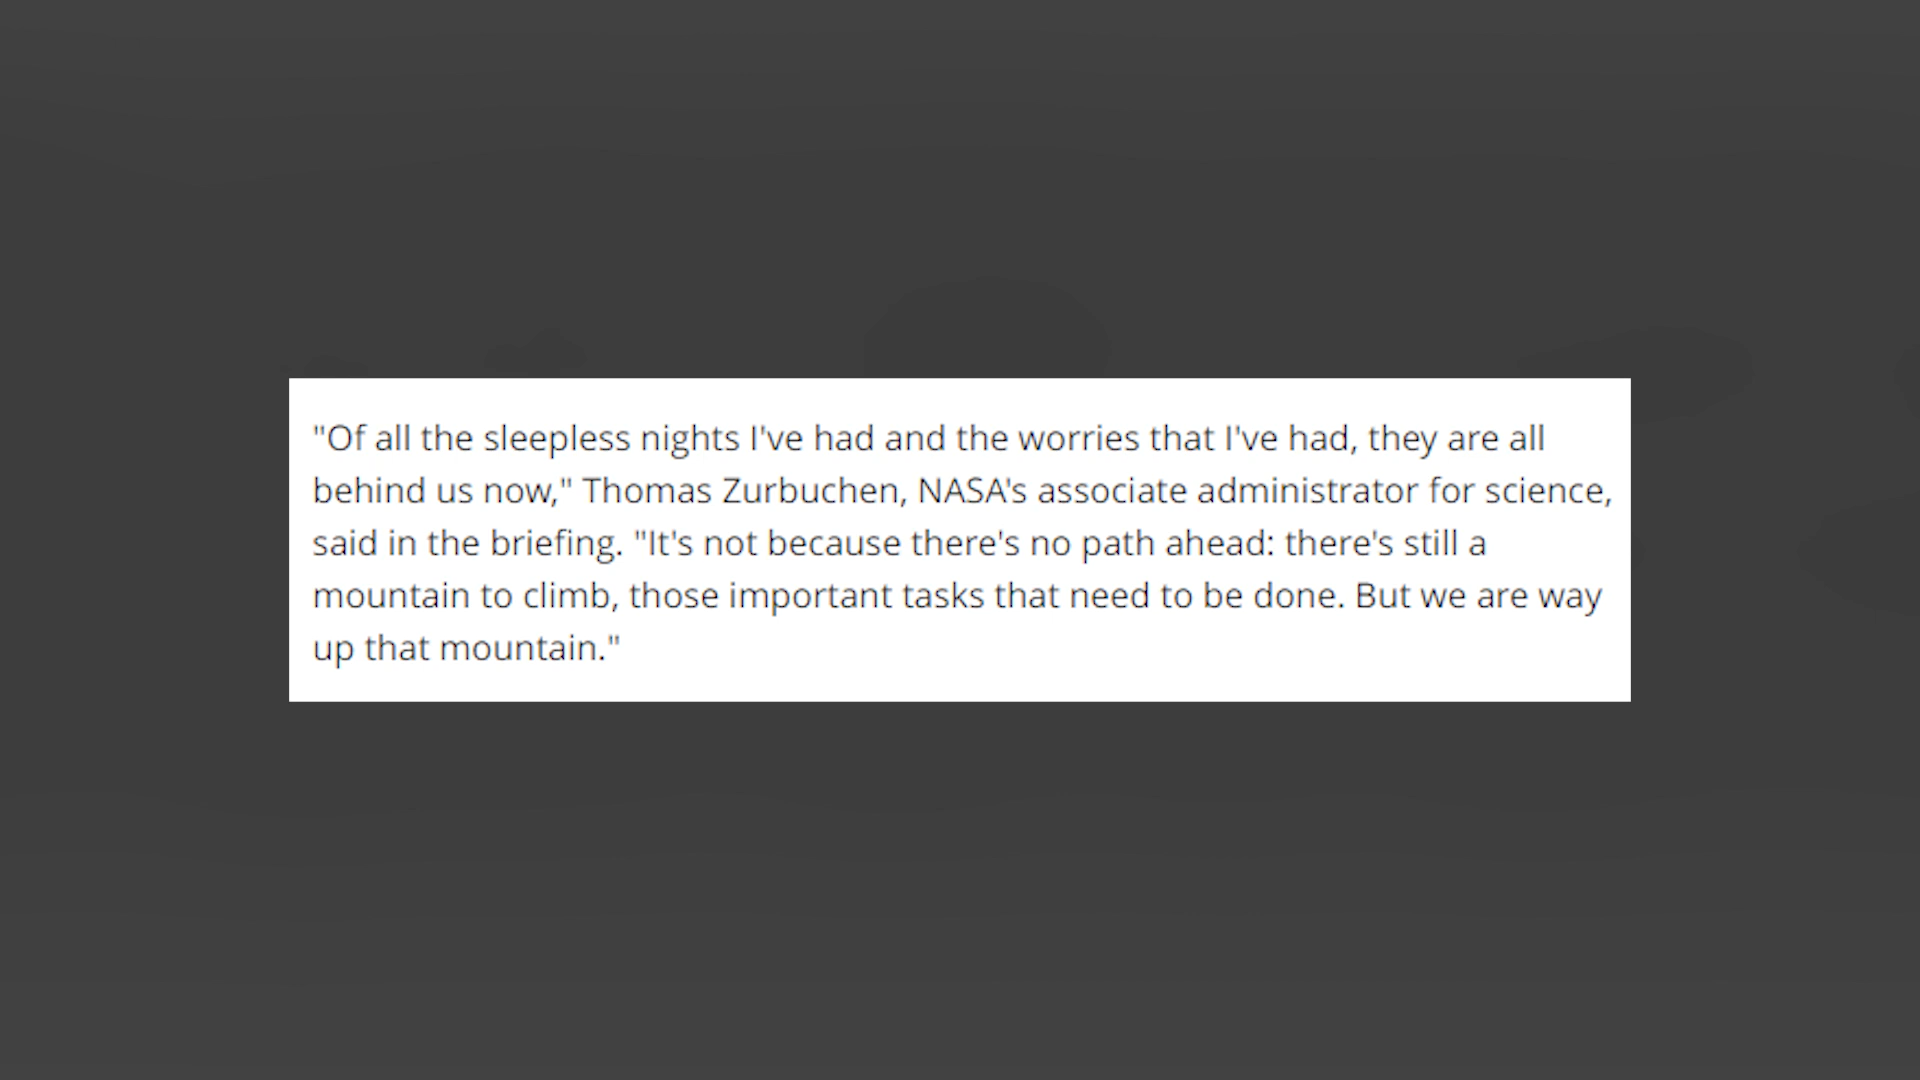 "Of all the sleepless nights I've had and the worries that I've had, they are all
behind us now," Thomas Zurbuchen, NASA's associate administrator for science,
said in the briefing. "It's not because there's no path ahead: there's still a
mountain to climb, those important tasks that need to be done. But we are way
up that mountain."